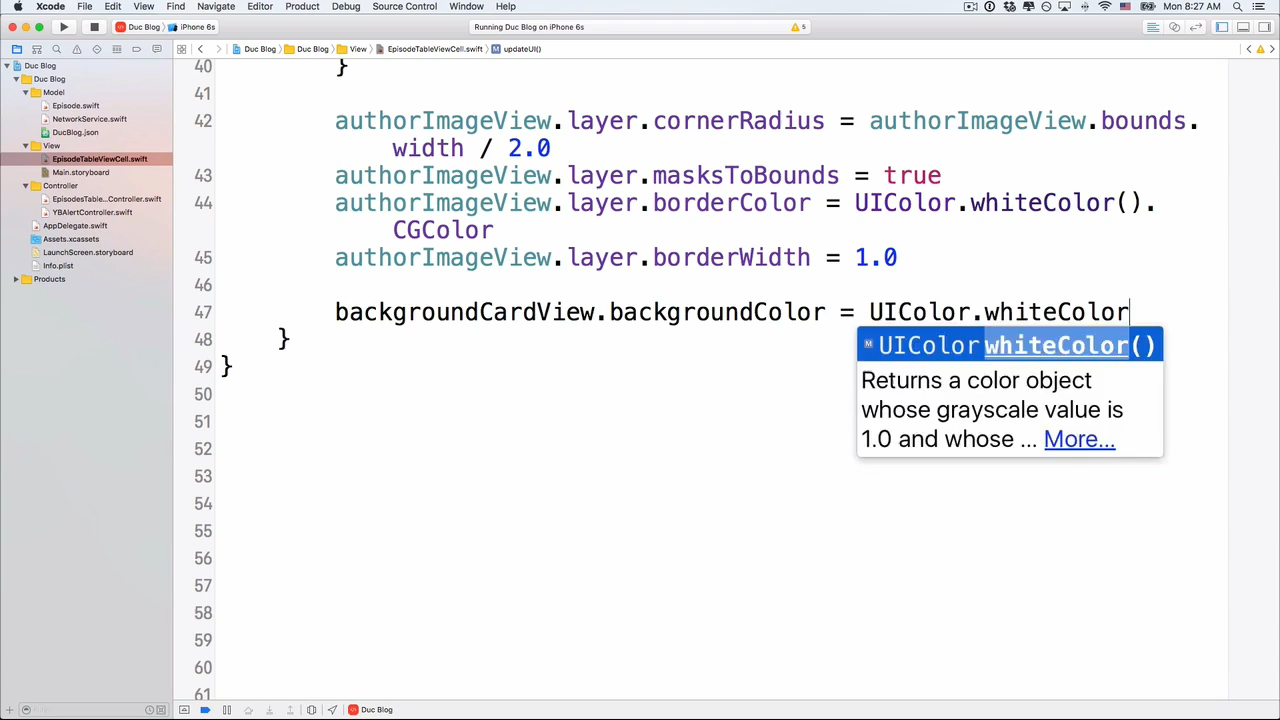 Xcode File Edit View Find Navigate Editor Product Debug Source Control Window Help Mon 8:27 AM
Duc Blog iPhone 6s Running Duc Blog on iPhone 6s 5
Duc Blog Duc Blog View EpisodeTableViewCell.swift M updateUI()
Duc Blog
Duc Blog
Model
Episode.swift
NetworkService.swift
DucBlog.json
View
EpisodeTableViewCell.swift
Main.storyboard
Controller
EpisodesTable...Controller.swift
YBAlertController.swift
AppDelegate.swift
Assets.xcassets
LaunchScreen.storyboard
Info.plist
Products
40 }
41
42 authorImageView.layer.cornerRadius = authorImageView.bounds.
width / 2.0
43 authorImageView.layer.masksToBounds = true
44 authorImageView.layer.borderColor = UIColor.whiteColor().
CGColor
45 authorImageView.layer.borderWidth = 1.0
46
47 backgroundCardView.backgroundColor = UIColor.whiteColor
M UIColor whiteColor()
Returns a color object
whose grayscale value is
1.0 and whose ... More...
48 }
49 }
50
51
52
53
54
55
56
57
58
59
60
61
Duc Blog